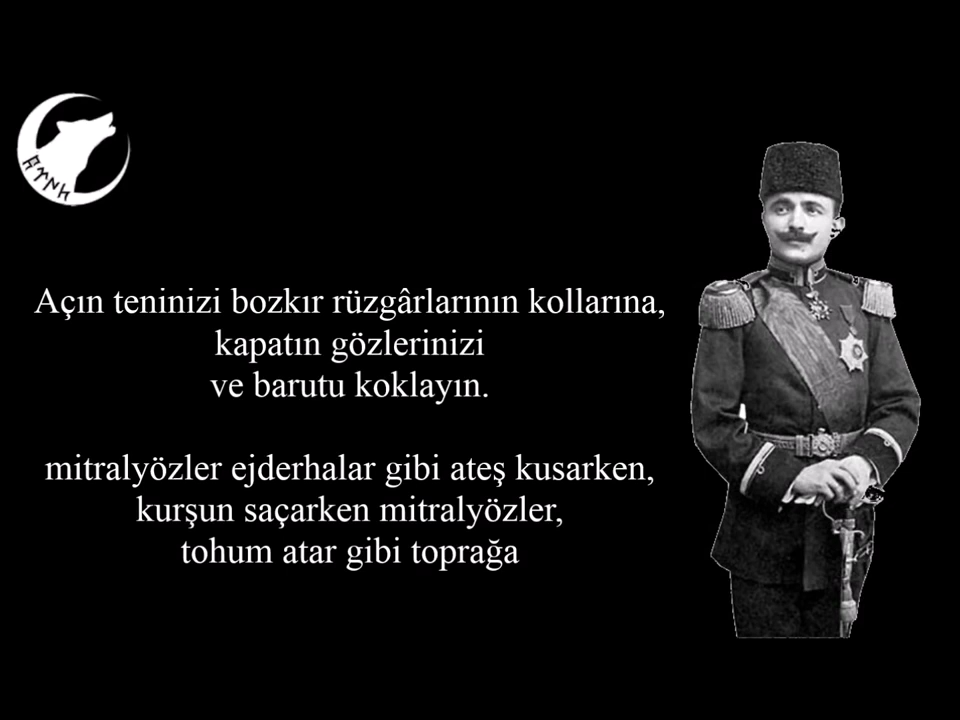 𐱅𐰇𐰼𐰰
Açın teninizi bozkır rüzgârlarının kollarına,
kapatın gözlerinizi
ve barutu koklayın.
mitralyözler ejderhalar gibi ateş kusarken,
kurşun saçarken mitralyözler,
tohum atar gibi toprağa